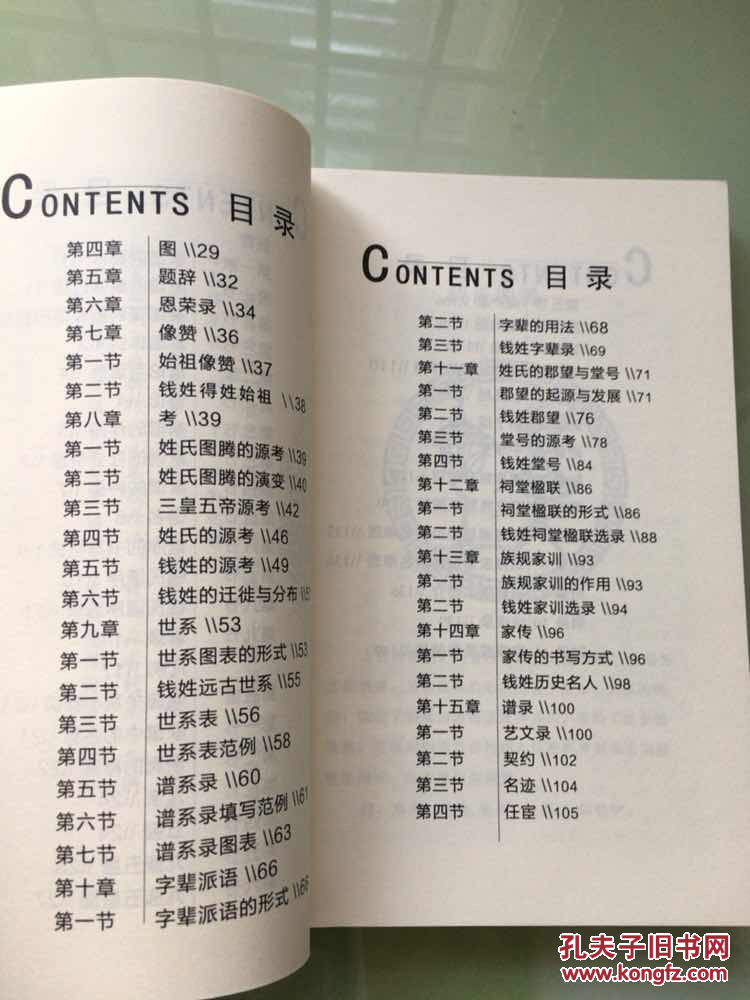 CONTENTS 目录
第四章 图 \\29
第五章 题辞 \\32
第六章 恩荣录 \\34
第七章 像赞 \\36
第一节 始祖像赞 \\37
第二节 钱姓得姓始祖 \\38
第八章 考 \\39
第一节 姓氏图腾的源考 \\39
第二节 姓氏图腾的演变 \\40
第三节 三皇五帝源考 \\42
第四节 姓氏的源考 \\46
第五节 钱姓的源考 \\49
第六节 钱姓的迁徙与分布 \\5
第九章 世系 \\53
第一节 世系图表的形式 \\53
第二节 钱姓远古世系 \\55
第三节 世系表 \\56
第四节 世系表范例 \\58
第五节 谱系录 \\60
第六节 谱系录填写范例 \\61
第七节 谱系录图表 \\63
第十章 字辈派语 \\66
第一节 字辈派语的形式 \\66
CONTENTS 目录
第二节 字辈的用法 \\68
第三节 钱姓字辈录 \\69
第十一章 姓氏的郡望与堂号 \\71
第一节 郡望的起源与发展 \\71
第二节 钱姓郡望 \\76
第三节 堂号的源考 \\78
第四节 钱姓堂号 \\84
第十二章 祠堂楹联 \\86
第一节 祠堂楹联的形式 \\86
第二节 钱姓祠堂楹联选录 \\88
第十三章 族规家训 \\93
第一节 族规家训的作用 \\93
第二节 钱姓家训选录 \\94
第十四章 家传 \\96
第一节 家传的书写方式 \\96
第二节 钱姓历史名人 \\98
第十五章 谱录 \\100
第一节 艺文录 \\100
第二节 契约 \\102
第三节 名迹 \\104
第四节 任宦 \\105
孔夫子旧书网
www.kongfz.com